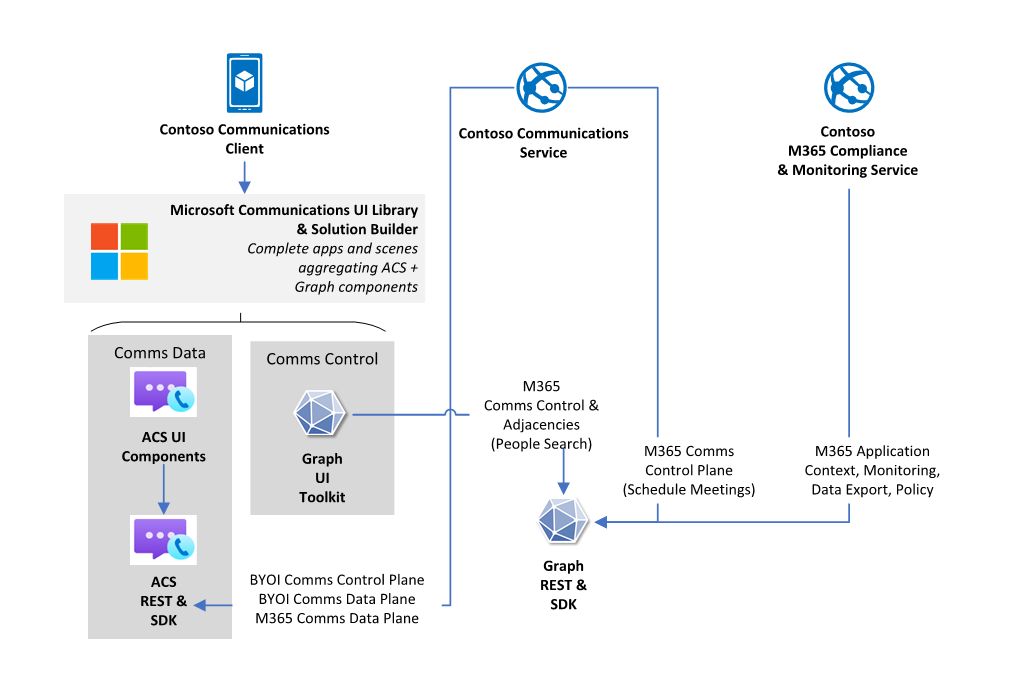 Contoso Communications
Client
Contoso Communications
Service
Contoso
M365 Compliance
& Monitoring Service
Microsoft Communications UI Library
& Solution Builder
Complete apps and scenes
aggregating ACS +
Graph components
Comms Data
ACS UI
Components
ACS
REST &
SDK
Comms Control
Graph
UI
Toolkit
M365
Comms Control &
Adjacencies
(People Search)
M365 Comms
Control Plane
(Schedule Meetings)
M365 Application
Context, Monitoring,
Data Export, Policy
Graph
REST &
SDK
BYOI Comms Control Plane
BYOI Comms Data Plane
M365 Comms Data Plane